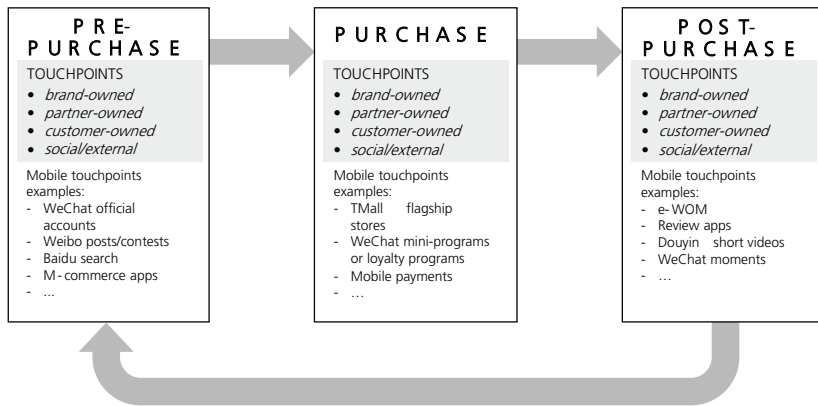 PRE-
PURCHASE
TOUCHPOINTS
• brand-owned
• partner-owned
• customer-owned
• social/external
Mobile touchpoints
examples:
- WeChat official
accounts
- Weibo posts/contests
- Baidu search
- M-commerce apps
- ...
PURCHASE
TOUCHPOINTS
• brand-owned
• partner-owned
• customer-owned
• social/external
Mobile touchpoints
examples:
- TMall flagship
stores
- WeChat mini-programs
or loyalty programs
- Mobile payments
- ...
POST-
PURCHASE
TOUCHPOINTS
• brand-owned
• partner-owned
• customer-owned
• social/external
Mobile touchpoints
examples:
- e-WOM
- Review apps
- Douyin short videos
- WeChat moments
- ...